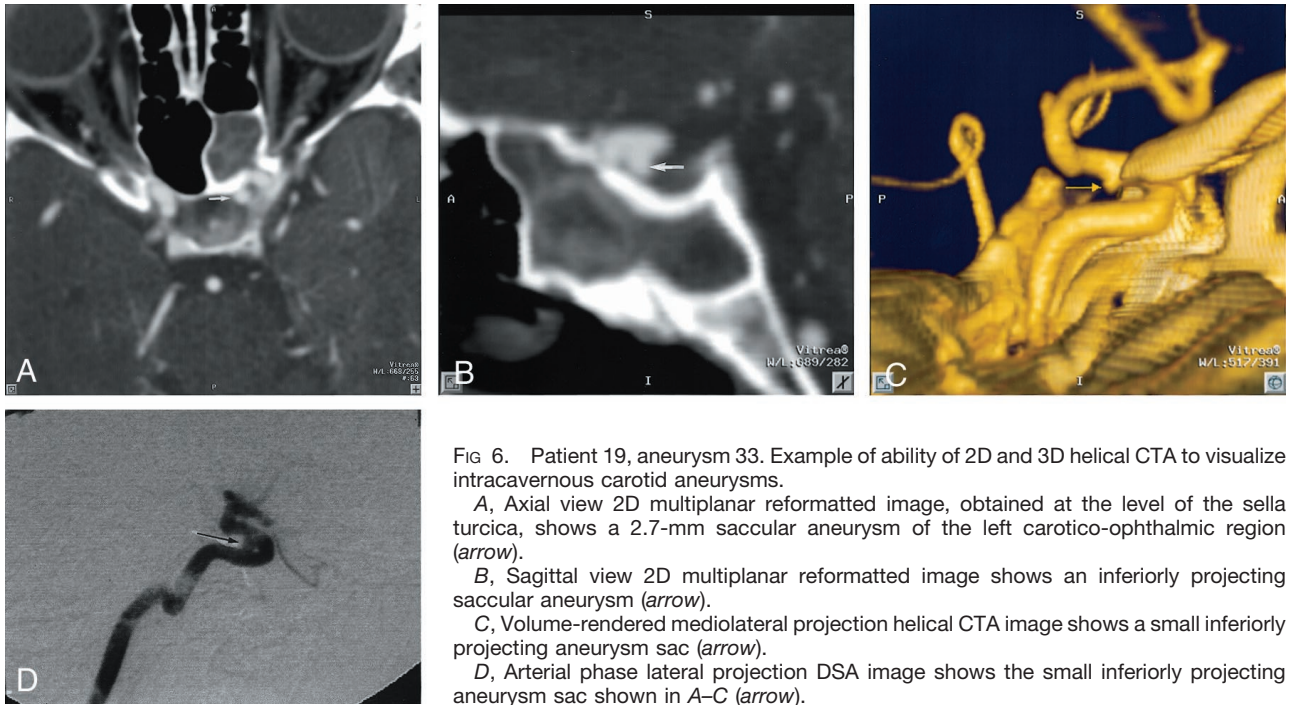 A
R
L
P
Vitrea®
W/L:668/255
#:63
A
S
A
P
I
Vitrea®
W/L:689/282
B
S
P
A
I
Vitrea®
W/L:517/391
C
D
FIG 6. Patient 19, aneurysm 33. Example of ability of 2D and 3D helical CTA to visualize
intracavernous carotid aneurysms.
A, Axial view 2D multiplanar reformatted image, obtained at the level of the sella
turcica, shows a 2.7-mm saccular aneurysm of the left carotico-ophthalmic region
(arrow).
B, Sagittal view 2D multiplanar reformatted image shows an inferiorly projecting
saccular aneurysm (arrow).
C, Volume-rendered mediolateral projection helical CTA image shows a small inferiorly
projecting aneurysm sac (arrow).
D, Arterial phase lateral projection DSA image shows the small inferiorly projecting
aneurysm sac shown in A–C (arrow).